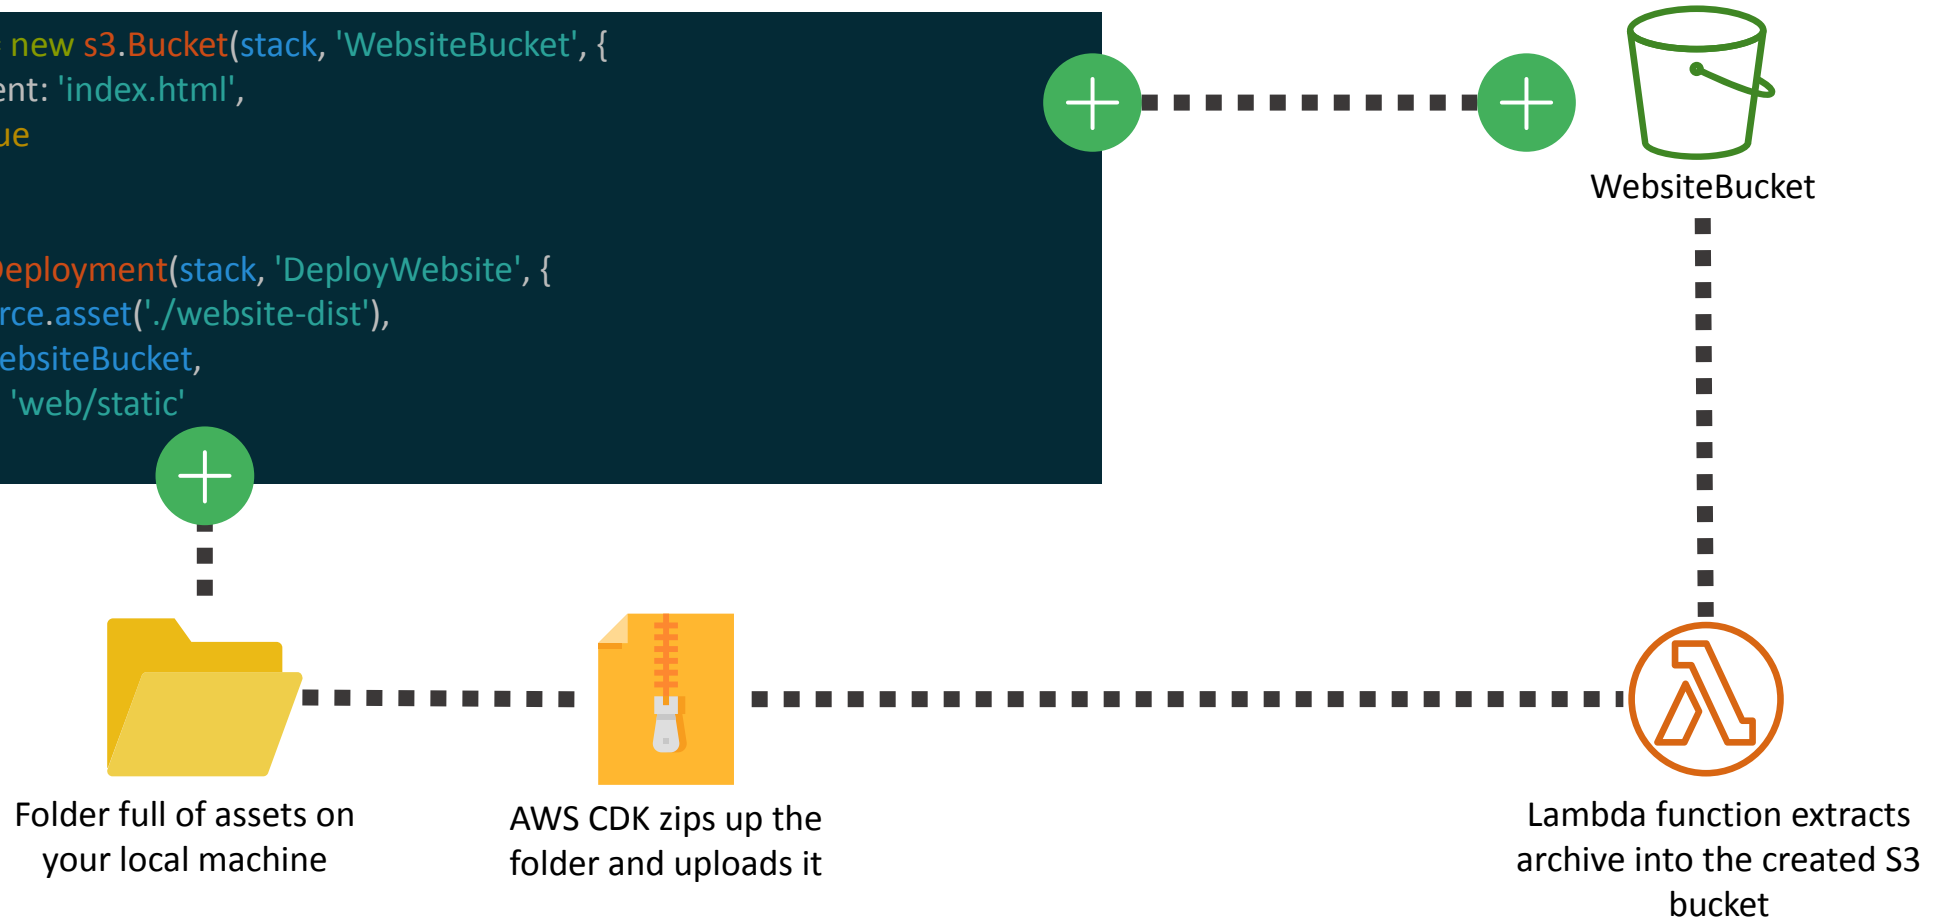 = new s3.Bucket(stack, 'WebsiteBucket', {
ent: 'index.html',
ue
Deployment(stack, 'DeployWebsite', {
rce.asset('./website-dist'),
ebsiteBucket,
'web/static'
WebsiteBucket
Folder full of assets on
your local machine
AWS CDK zips up the
folder and uploads it
Lambda function extracts
archive into the created S3
bucket